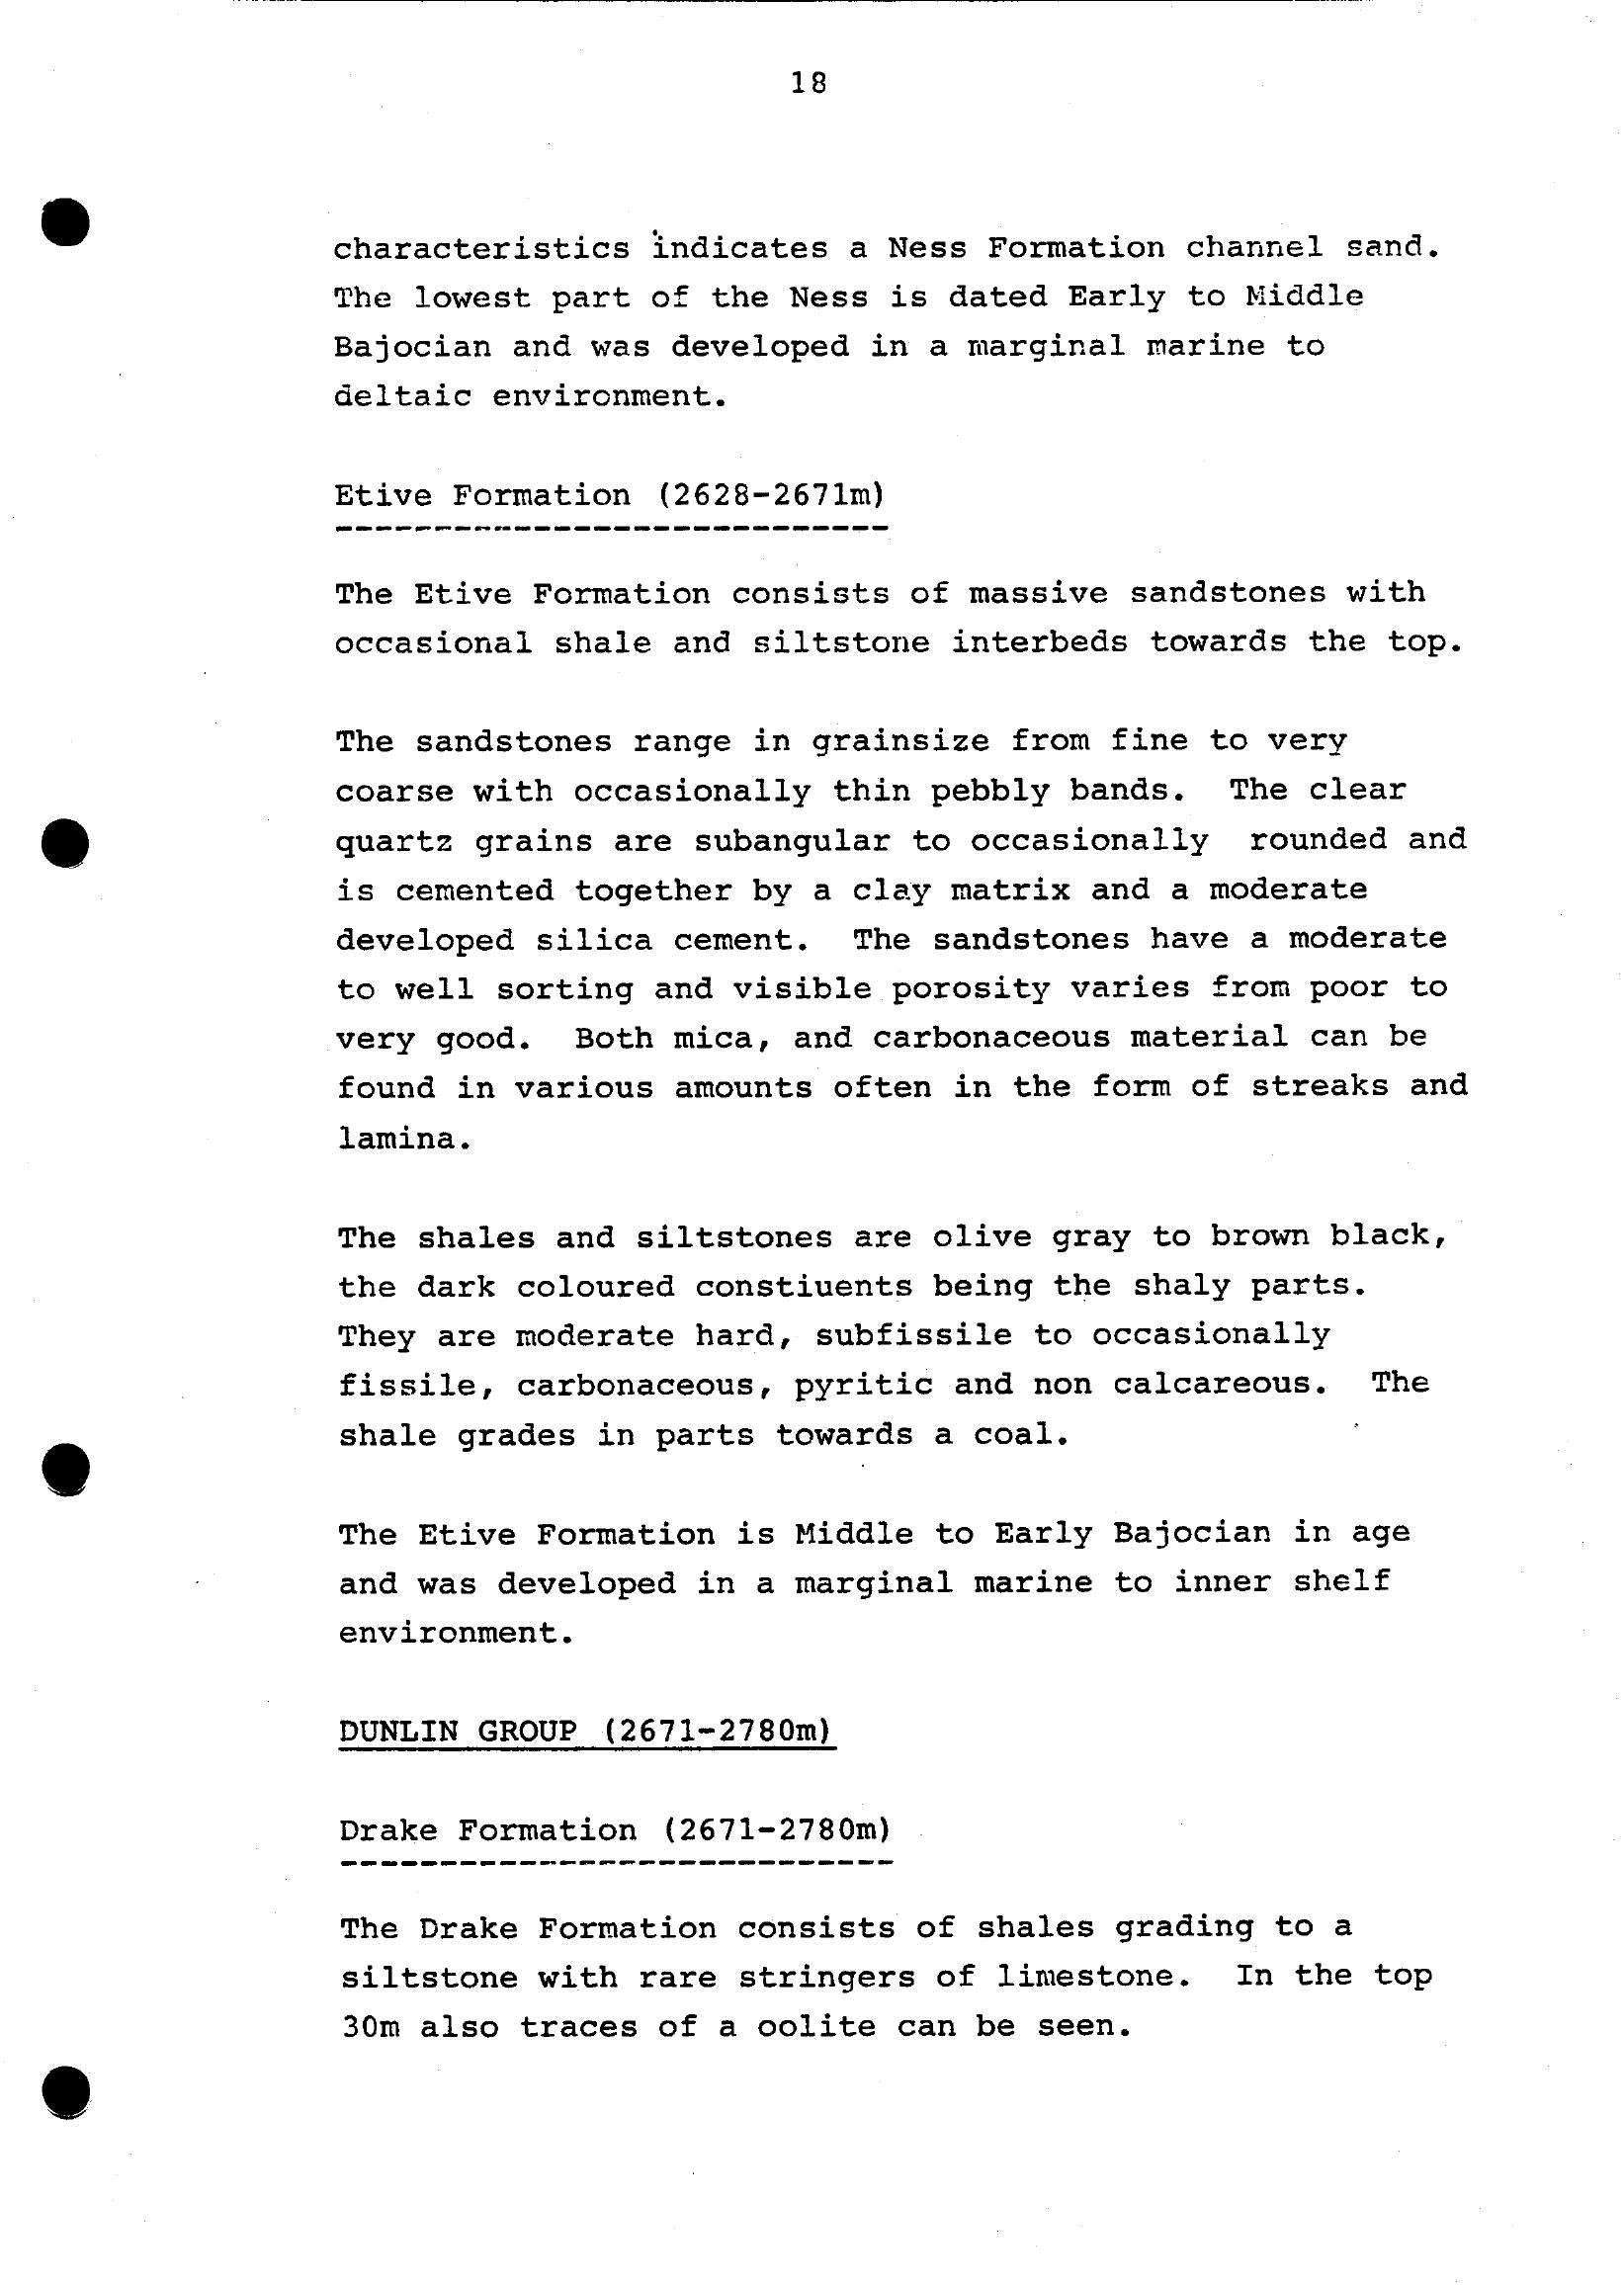 18
characteristics indicates a Ness Formation channel sand.
The lowest part of the Ness is dated Early to Middle
Bajocian and was developed in a marginal marine to
deltaic environment.
Etive Formation (2628-2671m)
The Etive Formation consists of massive sandstones with
occasional shale and siltstone interbeds towards the top.
The sandstones range in grainsize from fine to very
coarse with occasionally thin pebbly bands. The clear
quartz grains are subangular to occasionally rounded and
is cemented together by a clay matrix and a moderate
developed silica cement. The sandstones have a moderate
to well sorting and visible porosity varies from poor to
very good. Both mica, and carbonaceous material can be
found in various amounts often in the form of streaks and
lamina.
The shales and siltstones are olive gray to brown black,
the dark coloured constiuents being the shaly parts.
They are moderate hard, subfissile to occasionally
fissile, carbonaceous, pyritic and non calcareous. The
shale grades in parts towards a coal.
The Etive Formation is Middle to Early Bajocian in age
and was developed in a marginal marine to inner shelf
environment.
DUNLIN GROUP (2671-2780m)
Drake Formation (2671-2780m)
The Drake Formation consists of shales grading to a
siltstone with rare stringers of limestone. In the top
30m also traces of a oolite can be seen.